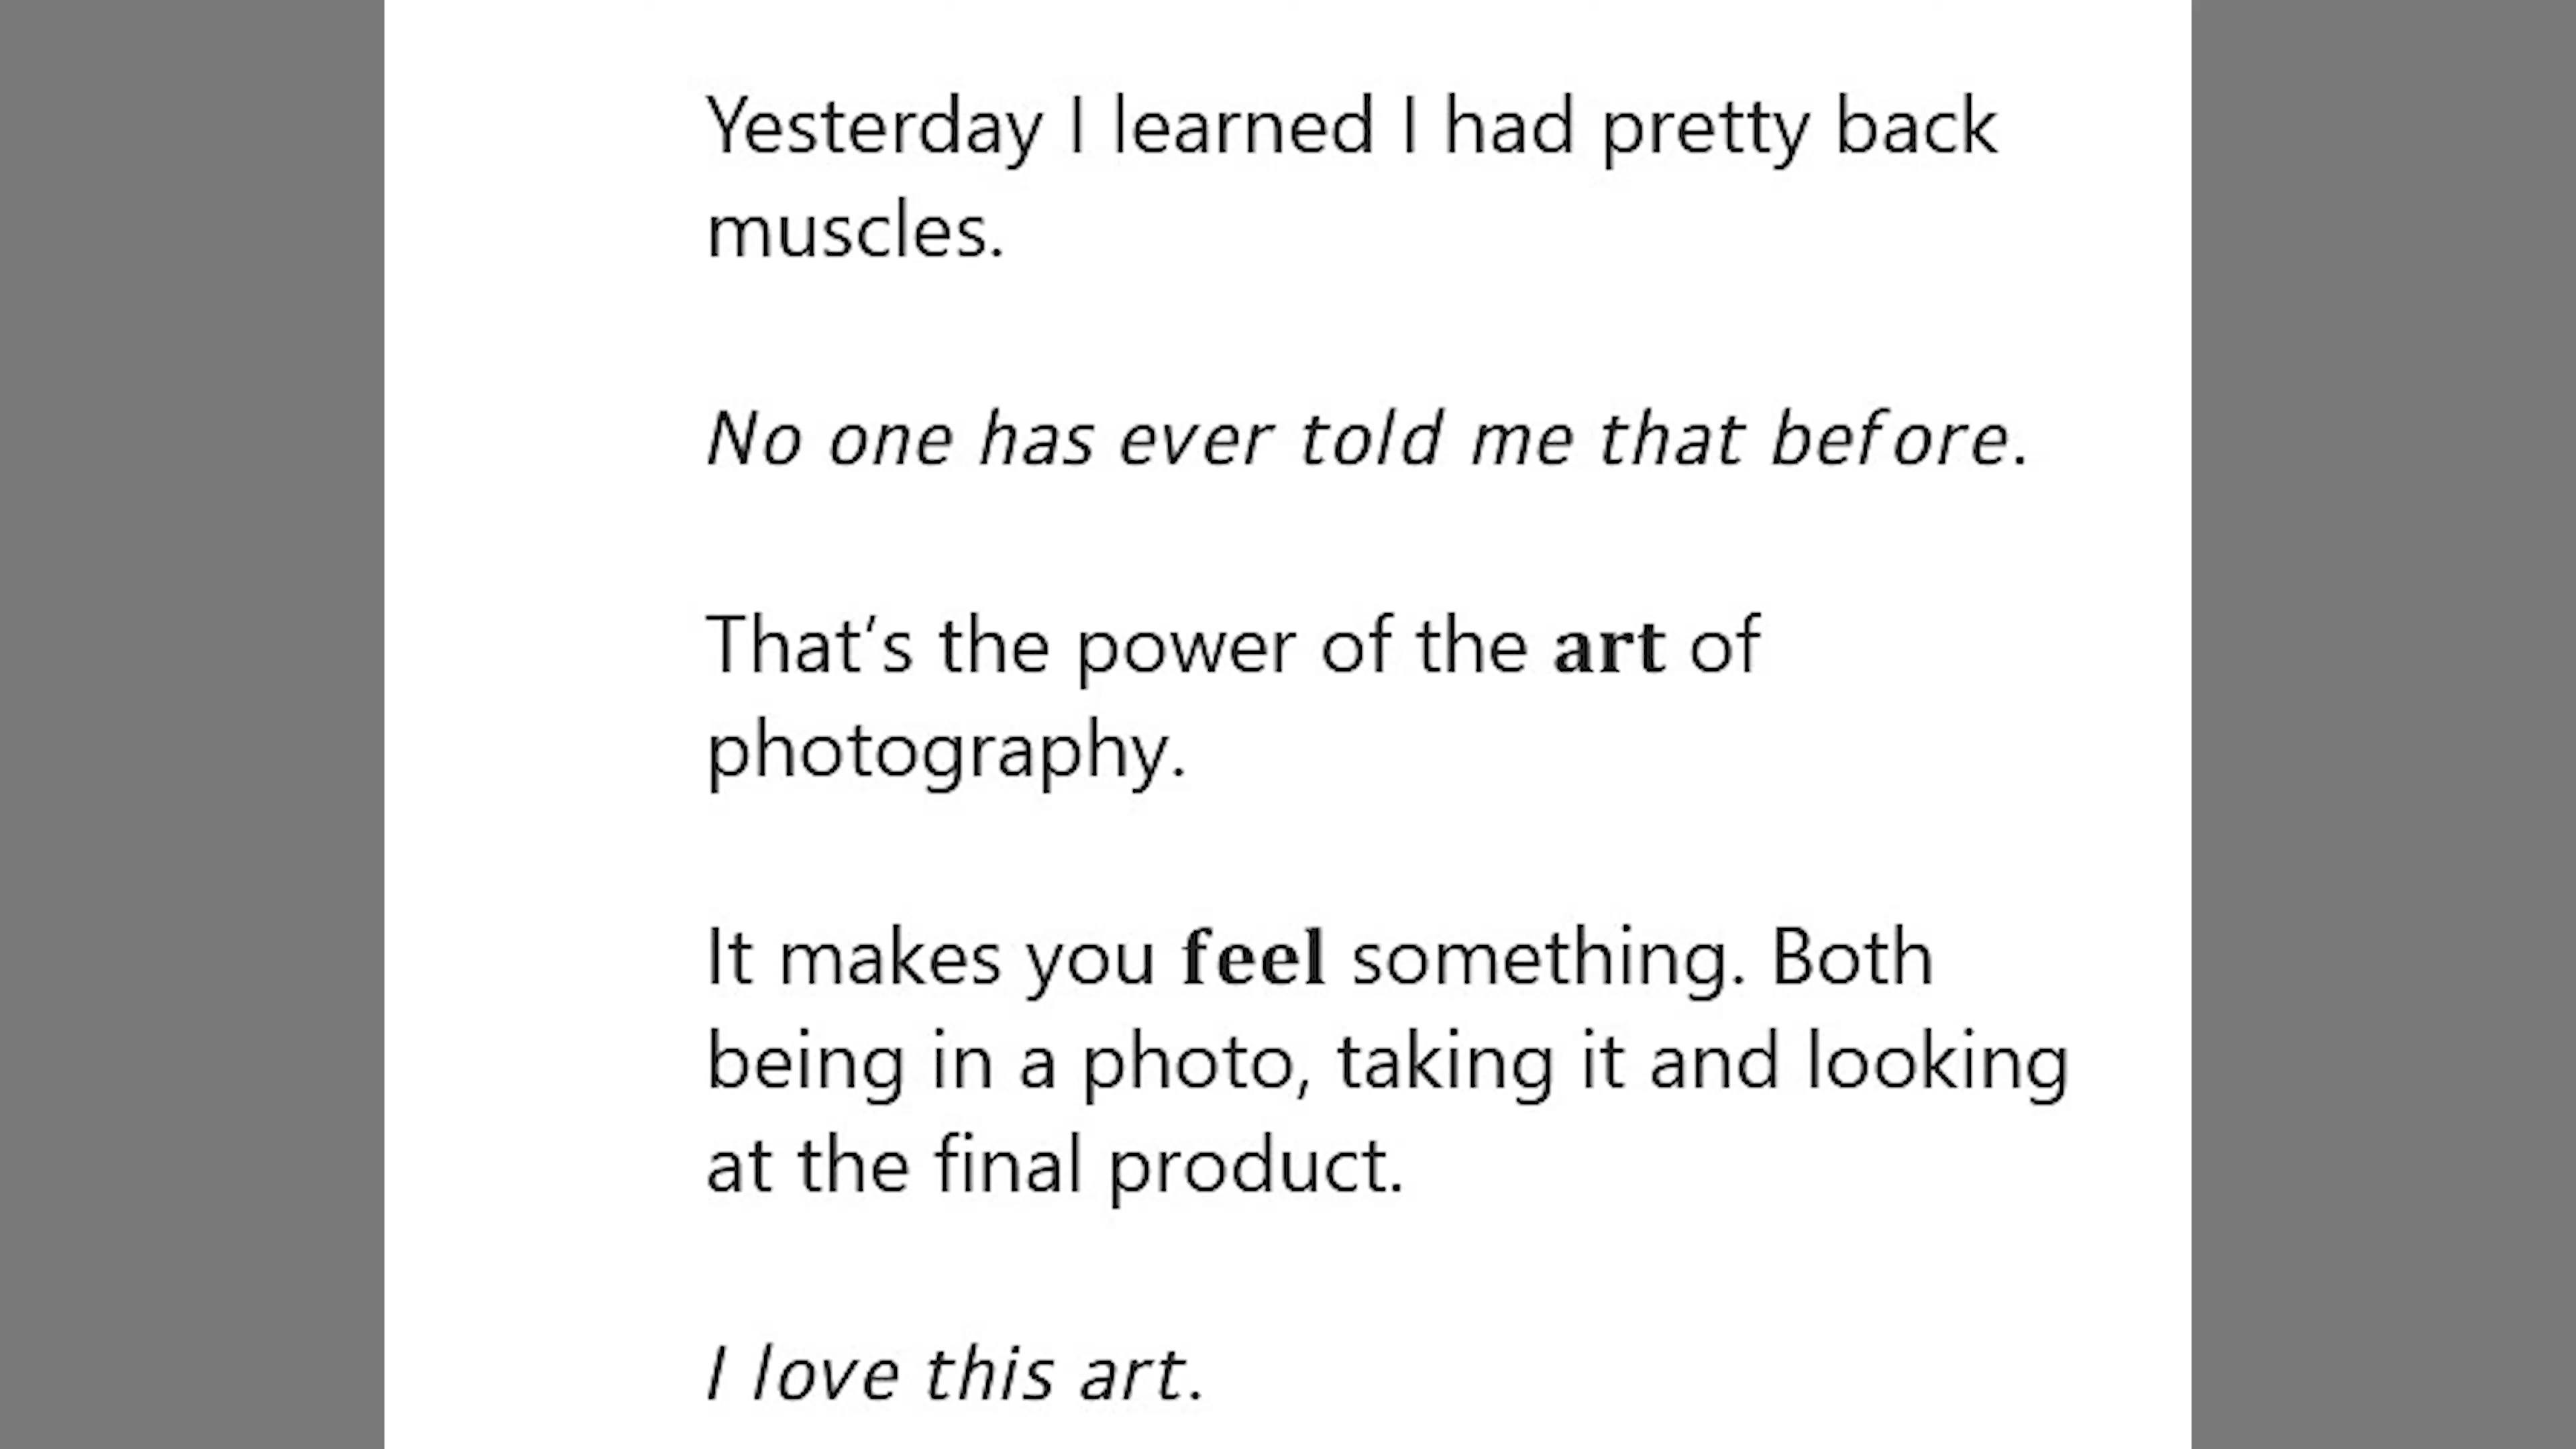 Yesterday I learned I had pretty back
muscles.
No one has ever told me that before.
That’s the power of the art of
photography.
It makes you feel something. Both
being in a photo, taking it and looking
at the final product.
I love this art.